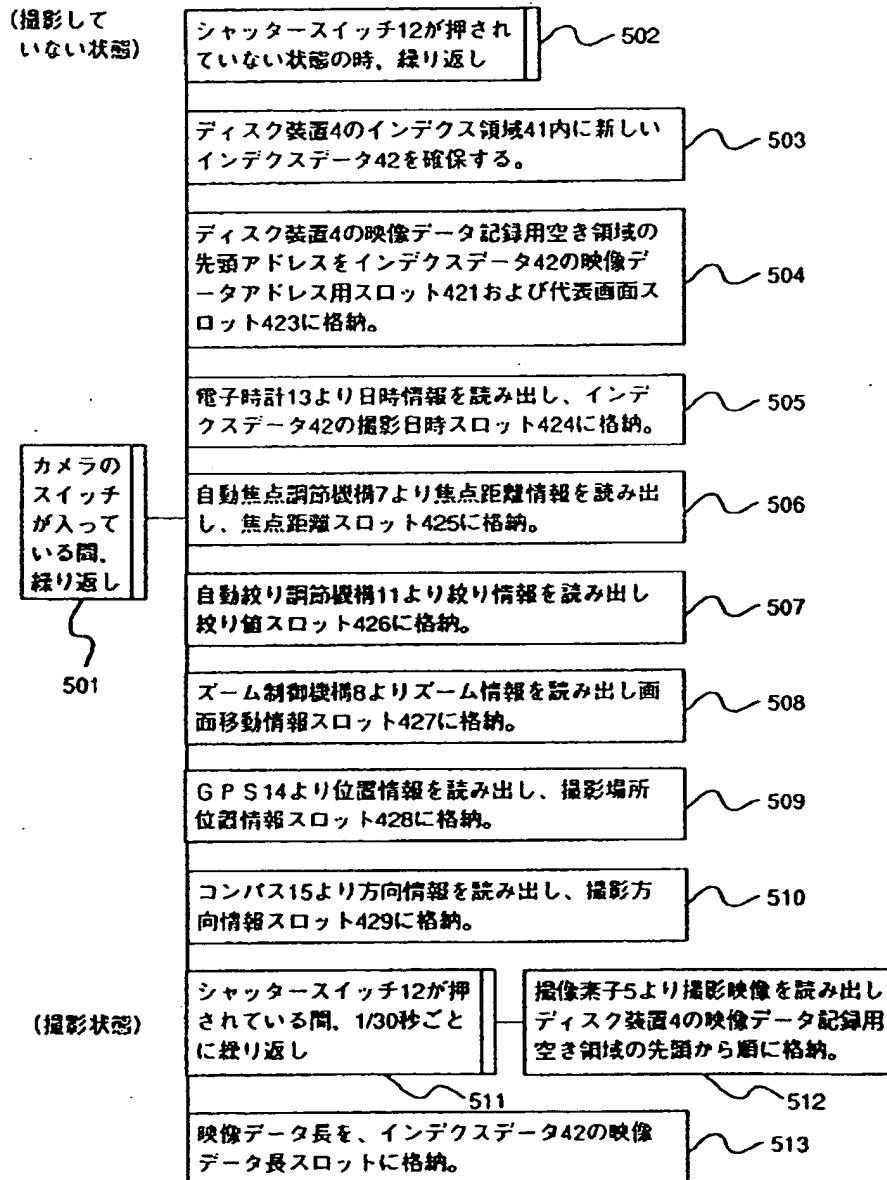 (撮影して
いない状態)
シャッタースイッチ12が押され
ていない状態の時、繰り返し
502
ディスク装置4のインデクス領域41内に新しい
インデクスデータ42を確保する。
503
ディスク装置4の映像データ記録用空き領域の
先頭アドレスをインデクスデータ42の映像デ
ータアドレス用スロット421および代表画面ス
ロット423に格納。
504
電子時計13より日時情報を読み出し、インデ
クスデータ42の撮影日時スロット424に格納。
505
カメラの
スイッチ
が入って
いる間、
繰り返し
501
自動焦点調節機構7より焦点距離情報を読み出
し、焦点距離スロット425に格納。
506
自動絞り調節機構11より絞り情報を読み出し
絞り値スロット426に格納。
507
ズーム制御機構8よりズーム情報を読み出し画
面移動情報スロット427に格納。
508
GPS14より位置情報を読み出し、撮影場所
位置情報スロット428に格納。
509
コンパス15より方向情報を読み出し、撮影方
向情報スロット429に格納。
510
(撮影状態)
シャッタースイッチ12が押
されている間、1/30秒ごと
に繰り返し
511
撮像素子5より撮影映像を読み出し
ディスク装置4の映像データ記録用
空き領域の先頭から順に格納。
512
映像データ長を、インデクスデータ42の映像
データ長スロットに格納。
513